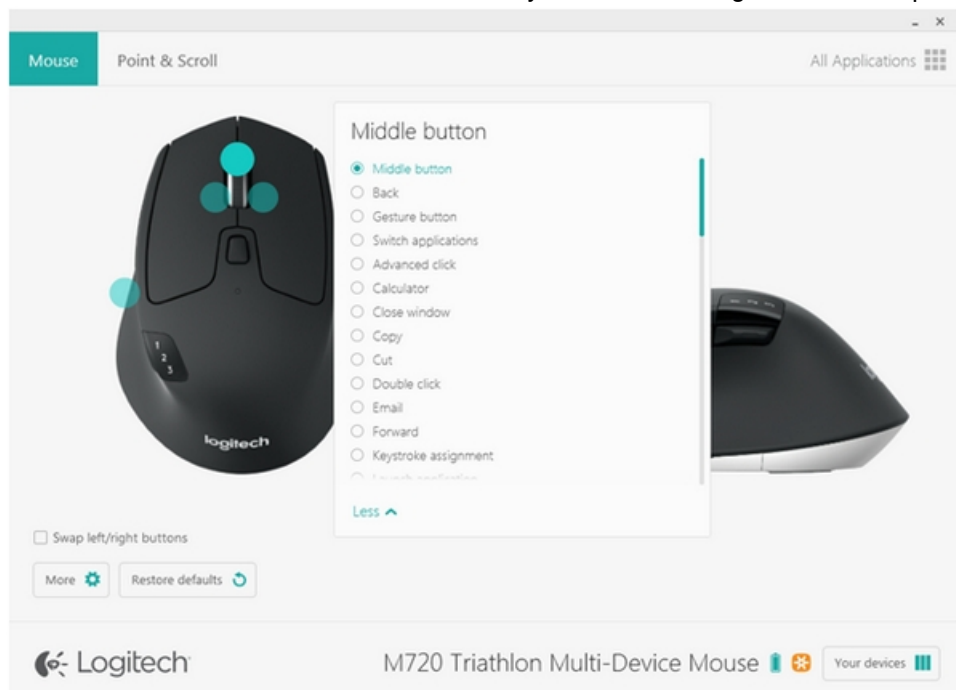 Mouse
Point & Scroll
All Applications
Middle button
Middle button
Back
Gesture button
Switch applications
Advanced click
Calculator
Close window
Copy
Cut
Double click
Email
Forward
Keystroke assignment
Launch application
Less
1
2
3
logitech
Swap left/right buttons
More
Restore defaults
Logitech
M720 Triathlon Multi-Device Mouse
Your devices